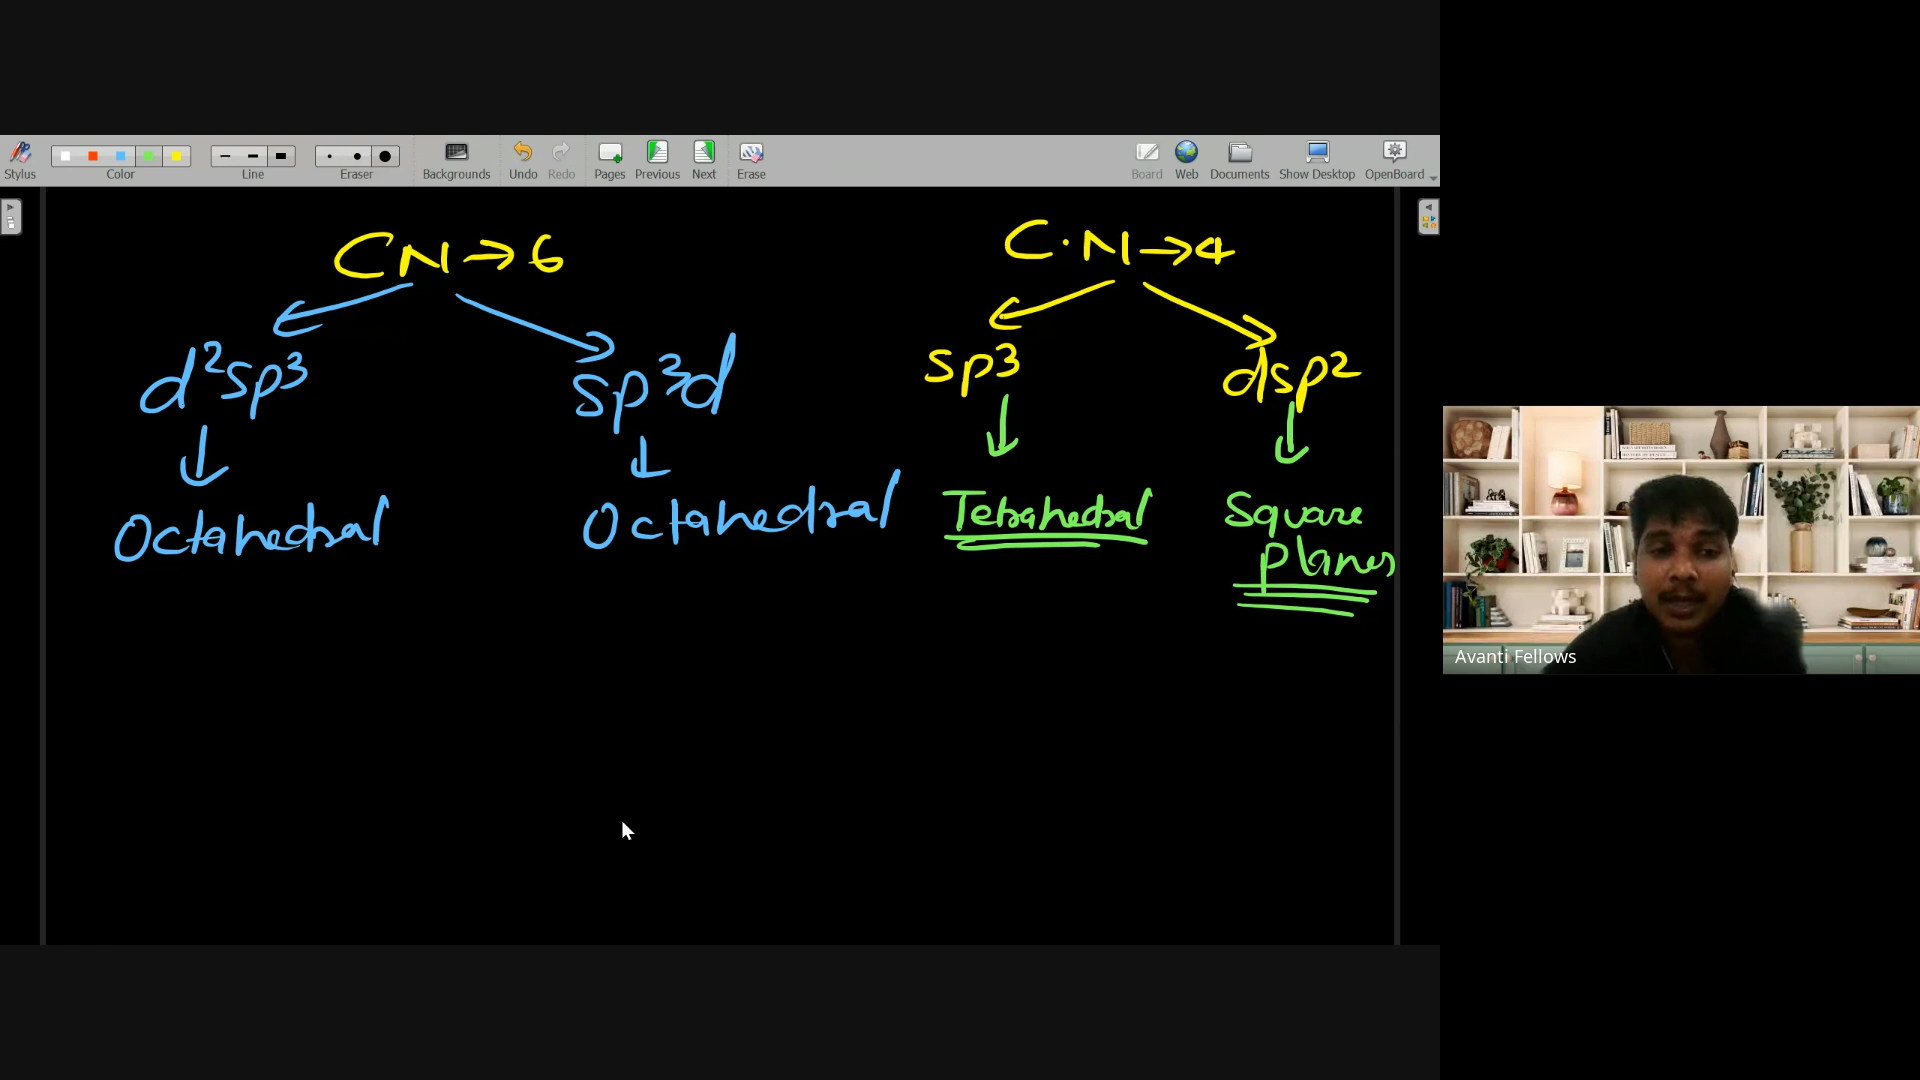 Stylus Color Line Eraser Backgrounds Undo Redo Pages Previous Next Erase Board Web Documents Show Desktop OpenBoard
CN→6
C·N→4
d²sp³
sp³d
sp3
dsp2
Octahedral
Octahedral
Tetrahedral
Square
Planer
Avanti Fellows